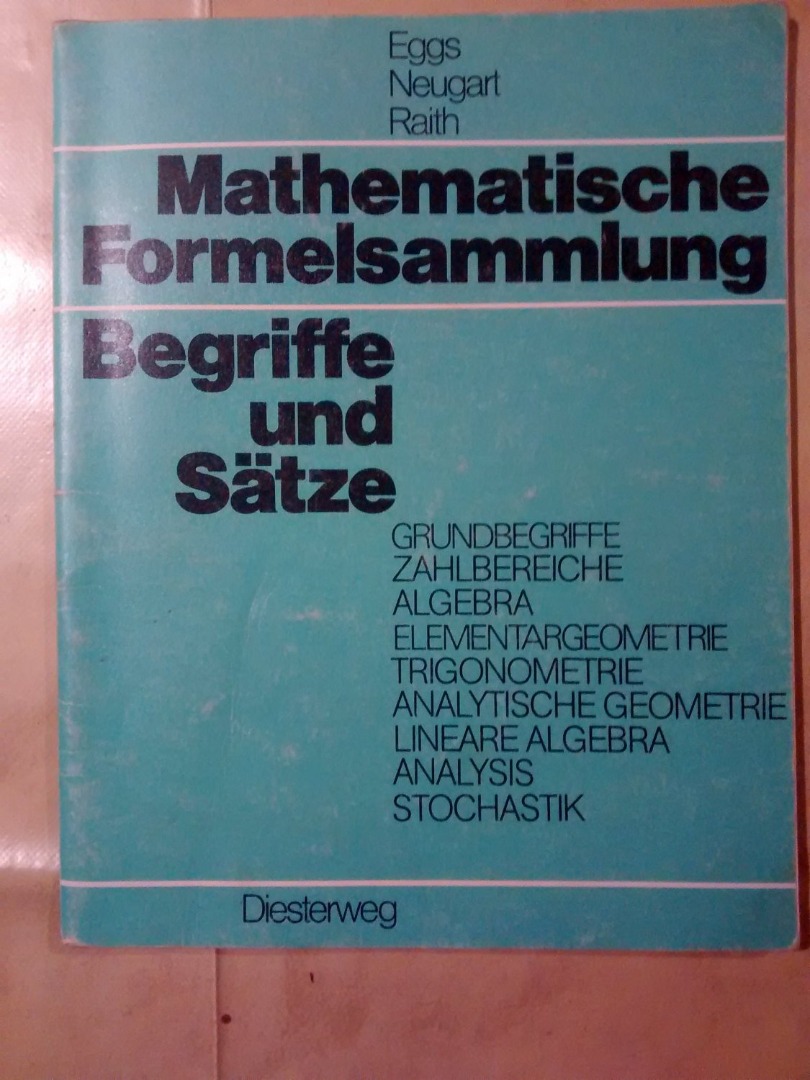 Eggs
Neugart
Raith
Mathematische
Formelsammlung
Begriffe
und
Sätze
GRUNDBEGRIFFE
ZAHLBEREICHE
ALGEBRA
ELEMENTARGEOMETRIE
TRIGONOMETRIE
ANALYTISCHE GEOMETRIE
LINEARE ALGEBRA
ANALYSIS
STOCHASTIK
Diesterweg